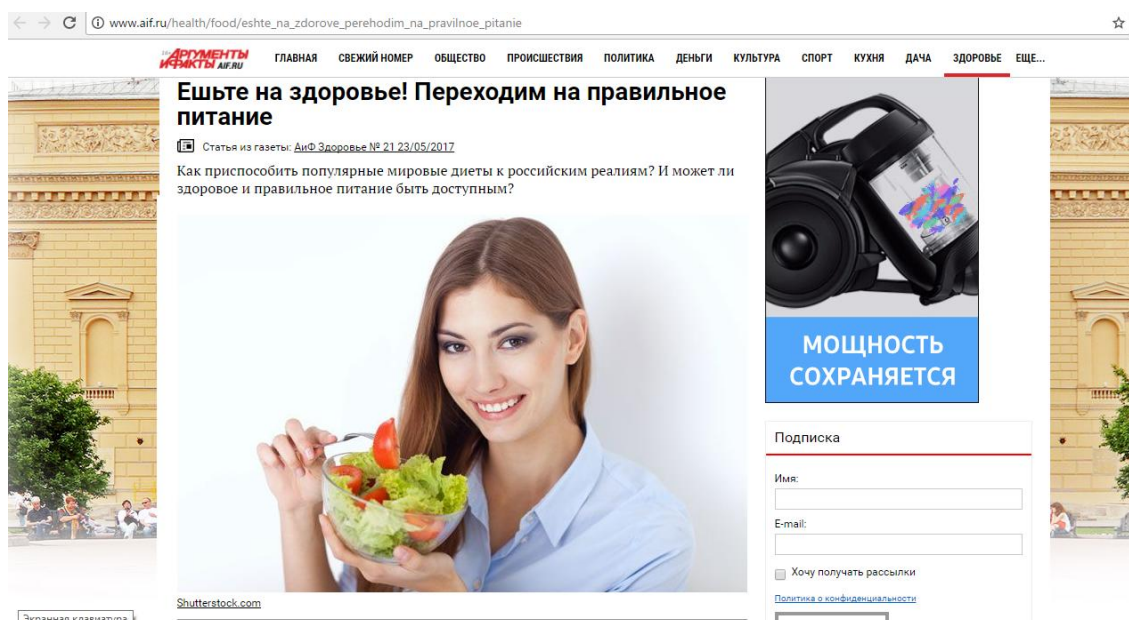 www.aif.ru/health/food/eshte_na_zdorove_perehodim_na_pravilnoe_pitanie
АРГУМЕНТЫ И ФАКТЫ AIF.RU
ГЛАВНАЯ СВЕЖИЙ НОМЕР ОБЩЕСТВО ПРОИСШЕСТВИЯ ПОЛИТИКА ДЕНЬГИ КУЛЬТУРА СПОРТ КУХНЯ ДАЧА ЗДОРОВЬЕ ЕЩЕ...
Ешьте на здоровье! Переходим на правильное
питание
Статья из газеты: АиФ Здоровье № 21 23/05/2017
Как приспособить популярные мировые диеты к российским реалиям? И может ли
здоровое и правильное питание быть доступным?
Shutterstock.com
МОЩНОСТЬ
СОХРАНЯЕТСЯ
Подписка
Имя:
E-mail:
Хочу получать рассылки
Политика о конфиденциальности
Экранная клавиатура